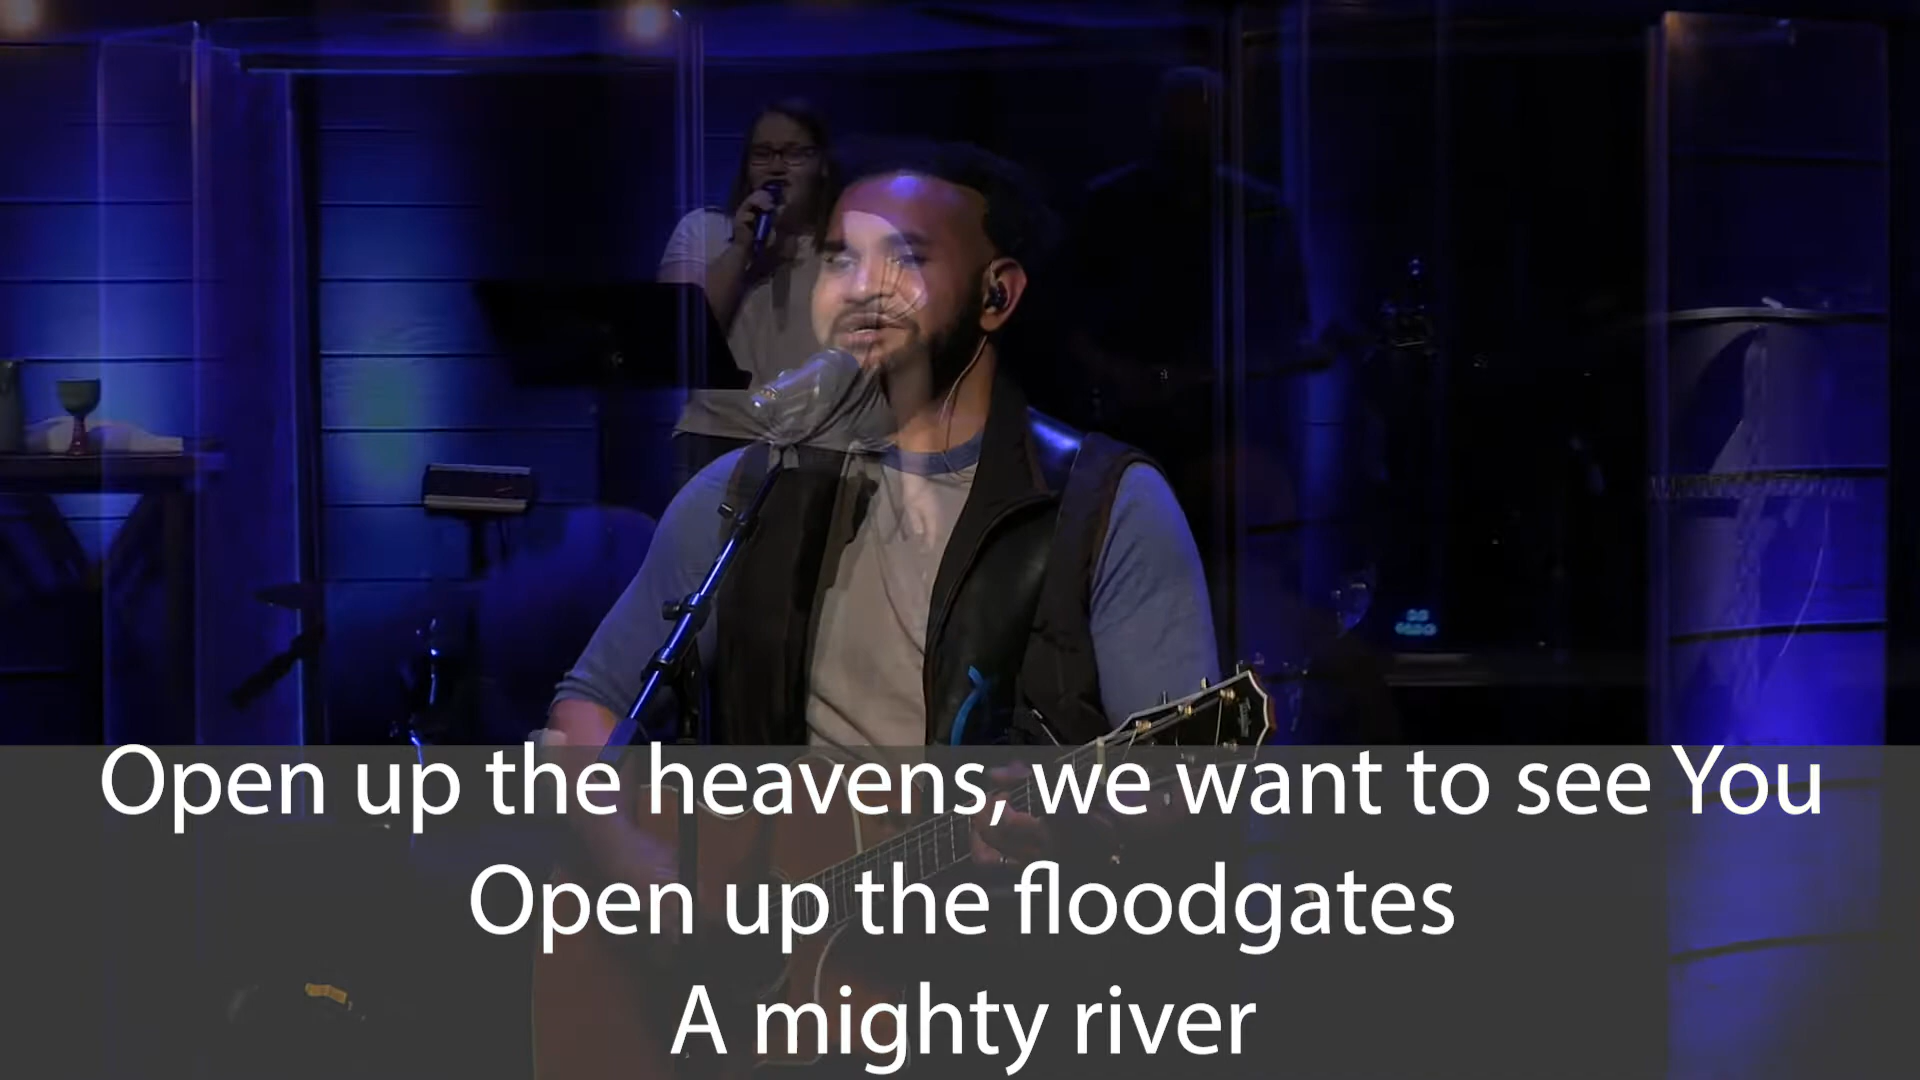 Open up the heavens, we want to see You
Open up the floodgates
A mighty river